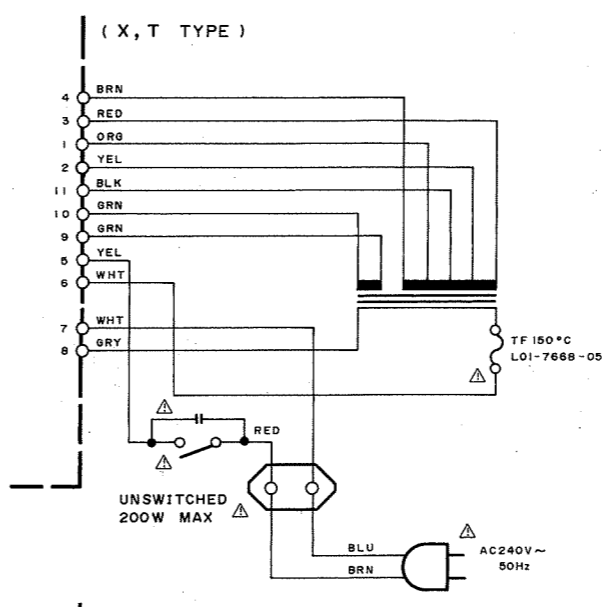 ( X, T TYPE )
4 BRN
3 RED
1 ORG
2 YEL
11 BLK
10 GRN
9 GRN
5 YEL
6 WHT
7 WHT
8 GRY
TF 150°C
L01-7668-05
RED
UNSWITCHED
200W MAX
BLU
BRN
AC240V~
50Hz